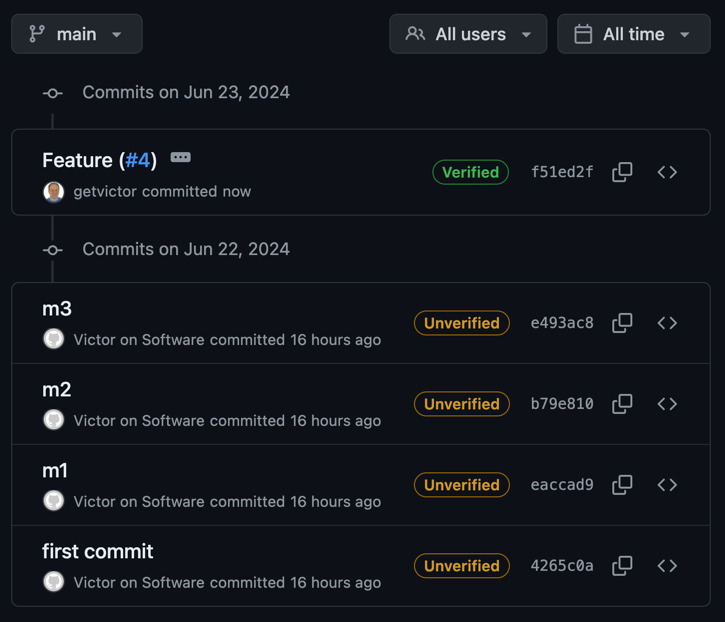 main All users All time
Commits on Jun 23, 2024
Feature (#4)
Verified f51ed2f
getvictor committed now
Commits on Jun 22, 2024
m3
Unverified e493ac8
Victor on Software committed 16 hours ago
m2
Unverified b79e810
Victor on Software committed 16 hours ago
m1
Unverified eaccad9
Victor on Software committed 16 hours ago
first commit
Unverified 4265c0a
Victor on Software committed 16 hours ago